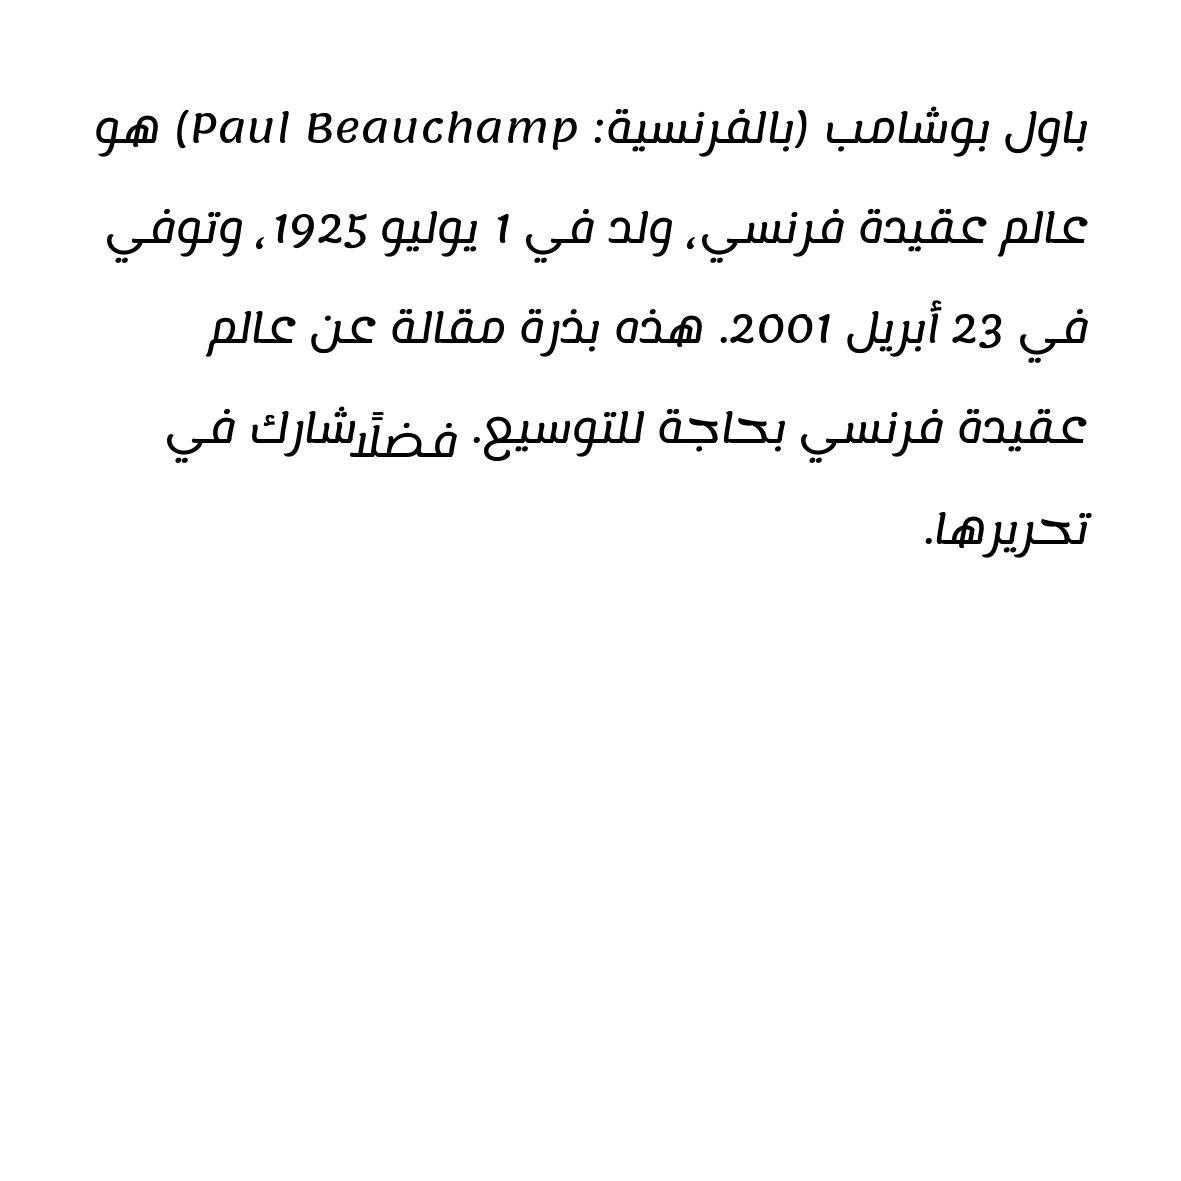 باول بوشامب (بالفرنسية: Paul Beauchamp) هو
عالم عقيدة فرنسي، ولد في 1 يوليو 1925، وتوفي
في 23 أبريل 2001. هذه بذرة مقالة عن عالم
عقيدة فرنسي بحاجة للتوسيع. فضلًا شارك في
تحريرها.